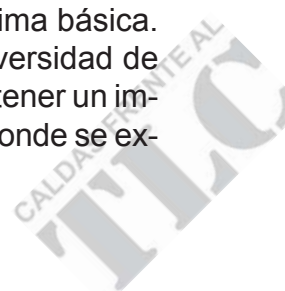 ima básica.
versidad de
tener un im-
onde se ex-
CALDAS FRENTE AL
TLC